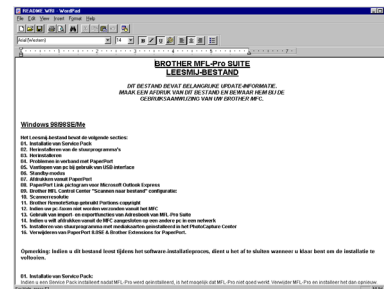 README.WRI - WordPad
File Edit View Insert Format Help
Arial (Western) 14
BROTHER MFL-Pro SUITE
LEESMIJ-BESTAND
DIT BESTAND BEVAT BELANGRIJKE UPDATE-INFORMATIE.
MAAK EEN AFDRUK VAN DIT BESTAND EN BEWAAR HEM BIJ DE
GEBRUIKSAANWIJZING VAN UW BROTHER MFC.
Windows 98/98SE/Me
Het Leesmij-bestand bevat de volgende secties:
01. Installatie van Service Pack
02. Herinstalleren van de stuurprogramma's
03. Herinstalleren
04. Problemen in verband met PaperPort
05. Vastlopen van pc bij gebruik van USB interface
06. Standby-modes
07. Afdrukken vanuit PaperPort
08. PaperPort Link pictogram voor Microsoft Outlook Express
09. Brother MFL Control Center "Scannen naar bestand" configuratie:
10. Scannerresolutie
11. Brother RemoteSetup gebruikt Portions copyright
12. Indien uw pc-faxen niet worden verzonden vanuit het MFC
13. Gebruik van import- en exportfuncties van Adresboek van MFL-Pro Suite
14. Indien u wilt afdrukken vanuit de MFC aangesloten op een andere pc in een netwerk
15. Installeren van stuurprogramma met mediakaarten geïnstalleerd in het PhotoCapture Center
16. Verwijderen van PaperPort 8.0SE & Brother Extensions for PaperPort.
Opmerking: Indien u dit bestand leest tijdens het software-installatieproces, dient u het af te sluiten wanneer u klaar bent om de installatie te
voltooien.
01. Installatie van Service Pack:
Indien u een Service Pack installeert nadat MFL-Pro werd geïnstalleerd, is het mogelijk dat MFL-Pro niet goed werkt. Verwijder MFL-Pro en installeer het dan opnieuw